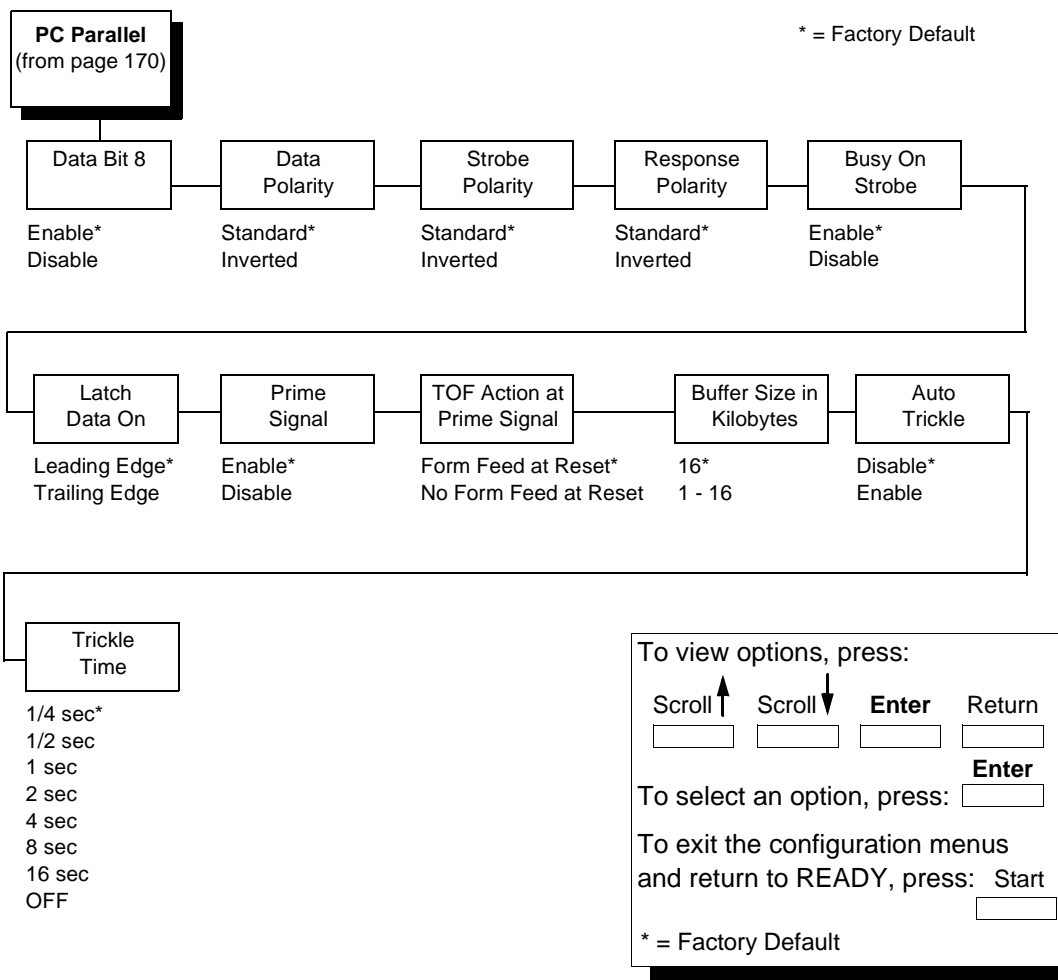 PC Parallel
(from page 170)
* = Factory Default
Data Bit 8
Enable*
Disable
Data
Polarity
Standard*
Inverted
Strobe
Polarity
Standard*
Inverted
Response
Polarity
Standard*
Inverted
Busy On
Strobe
Enable*
Disable
Latch
Data On
Leading Edge*
Trailing Edge
Prime
Signal
Enable*
Disable
TOF Action at
Prime Signal
Form Feed at Reset*
No Form Feed at Reset
Buffer Size in
Kilobytes
16*
1 - 16
Auto
Trickle
Disable*
Enable
Trickle
Time
1/4 sec*
1/2 sec
1 sec
2 sec
4 sec
8 sec
16 sec
OFF
To view options, press:
Scroll Scroll Enter Return
Enter
To select an option, press:
To exit the configuration menus
and return to READY, press: Start
* = Factory Default